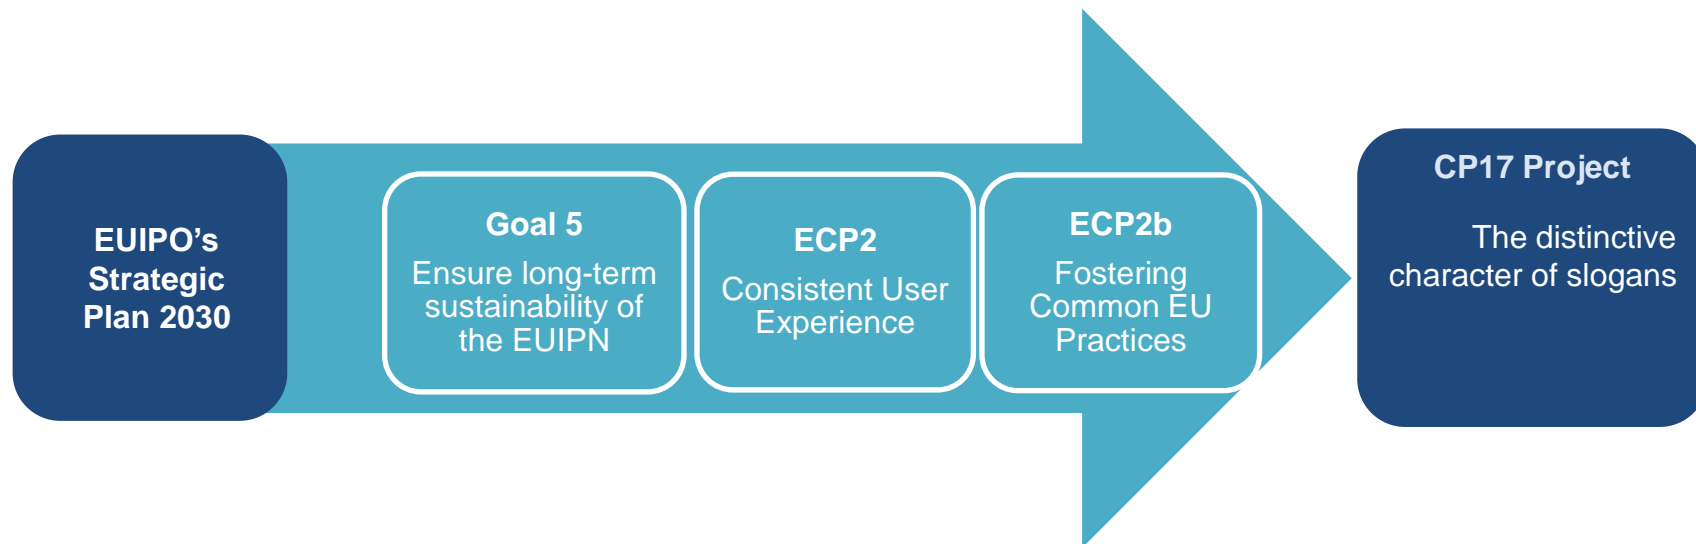 EUIPO’s
Strategic
Plan 2030
Goal 5
Ensure long-term
sustainability of
the EUIPN
ECP2
Consistent User
Experience
ECP2b
Fostering
Common EU
Practices
CP17 Project
The distinctive
character of slogans